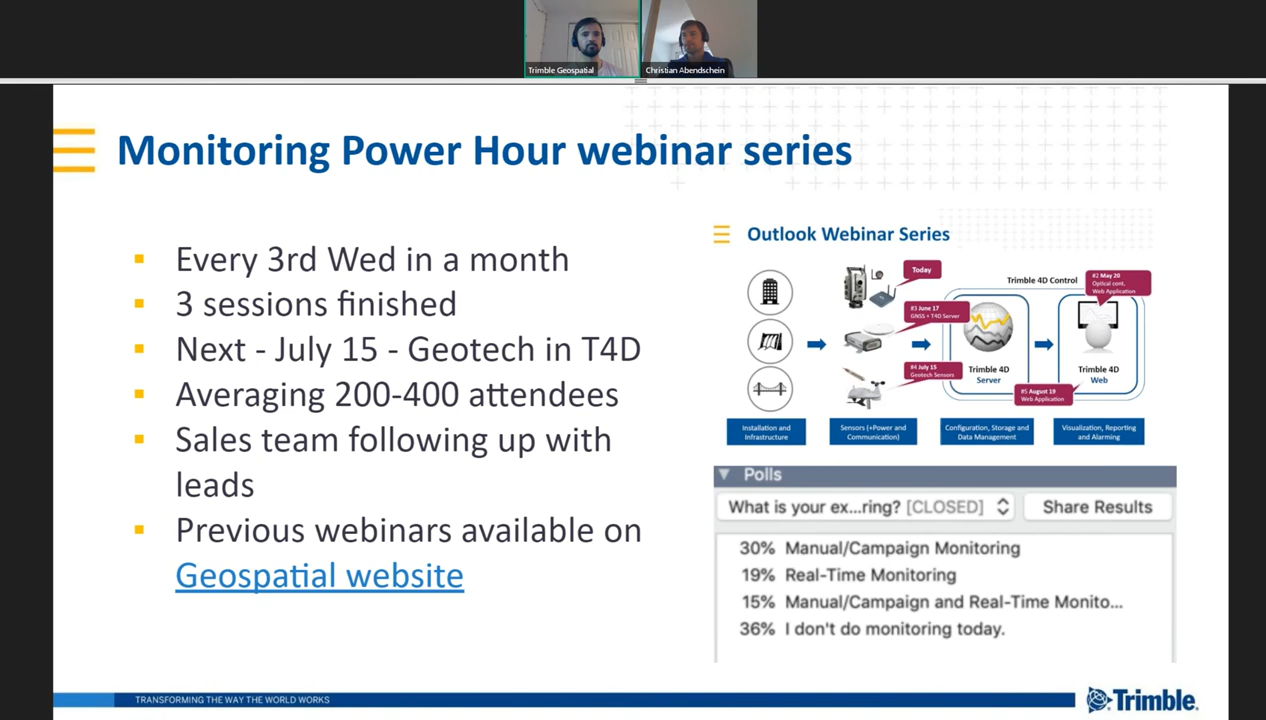 Trimble Geospatial
Christian Abendschein
Monitoring Power Hour webinar series
Every 3rd Wed in a month
3 sessions finished
Next - July 15 - Geotech in T4D
Averaging 200-400 attendees
Sales team following up with
leads
Previous webinars available on
Geospatial website
Outlook Webinar Series
Today
Trimble 4D Control
#2 May 20
Optical cont.
Web Application
#3 June 17
GNSS + T4D Server
#4 July 15
Geotech Sensors
Trimble 4D
Server
Trimble 4D
Web
#5 August 19
Web Application
Installation and
Infrastructure
Sensors (+Power and
Communication)
Configuration, Storage and
Data Management
Visualization, Reporting
and Alarming
Polls
What is your ex...ring? [CLOSED]
Share Results
30% Manual/Campaign Monitoring
19% Real-Time Monitoring
15% Manual/Campaign and Real-Time Monito...
36% I don't do monitoring today.
TRANSFORMING THE WAY THE WORLD WORKS
Trimble.